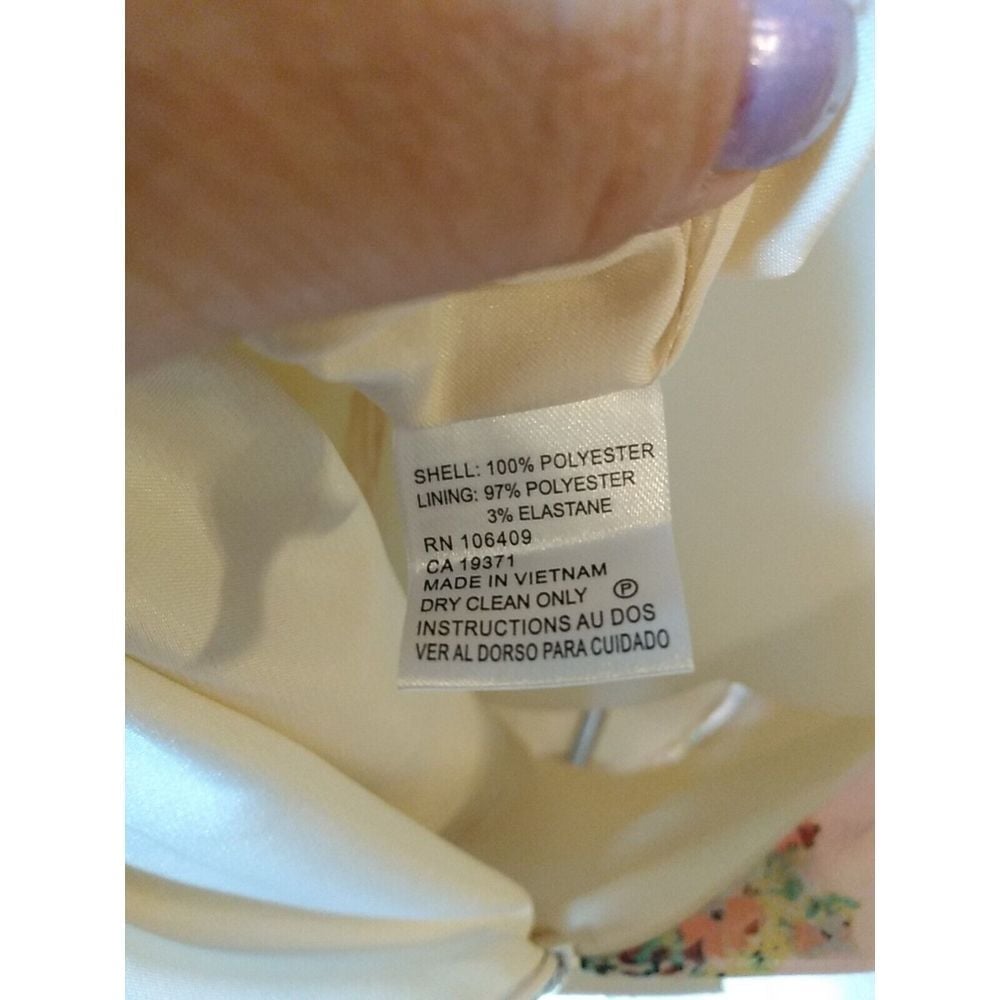 SHELL: 100% POLYESTER
LINING: 97% POLYESTER
3% ELASTANE
RN 106409
CA 19371
MADE IN VIETNAM
DRY CLEAN ONLY Ⓟ
INSTRUCTIONS AU DOS
VER AL DORSO PARA CUIDADO